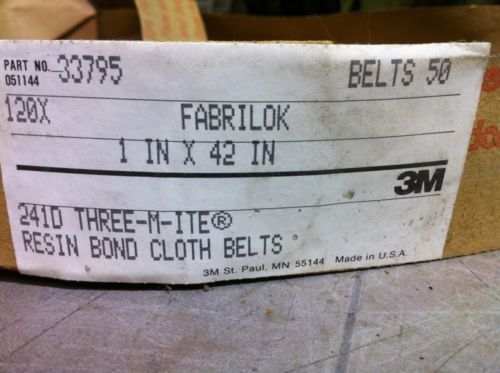 PART NO. 33795 BELTS 50
051144
120X FABRILOK
1 IN X 42 IN
3M
241D THREE-M-ITE®
RESIN BOND CLOTH BELTS
3M St. Paul, MN 55144 Made in U.S.A.